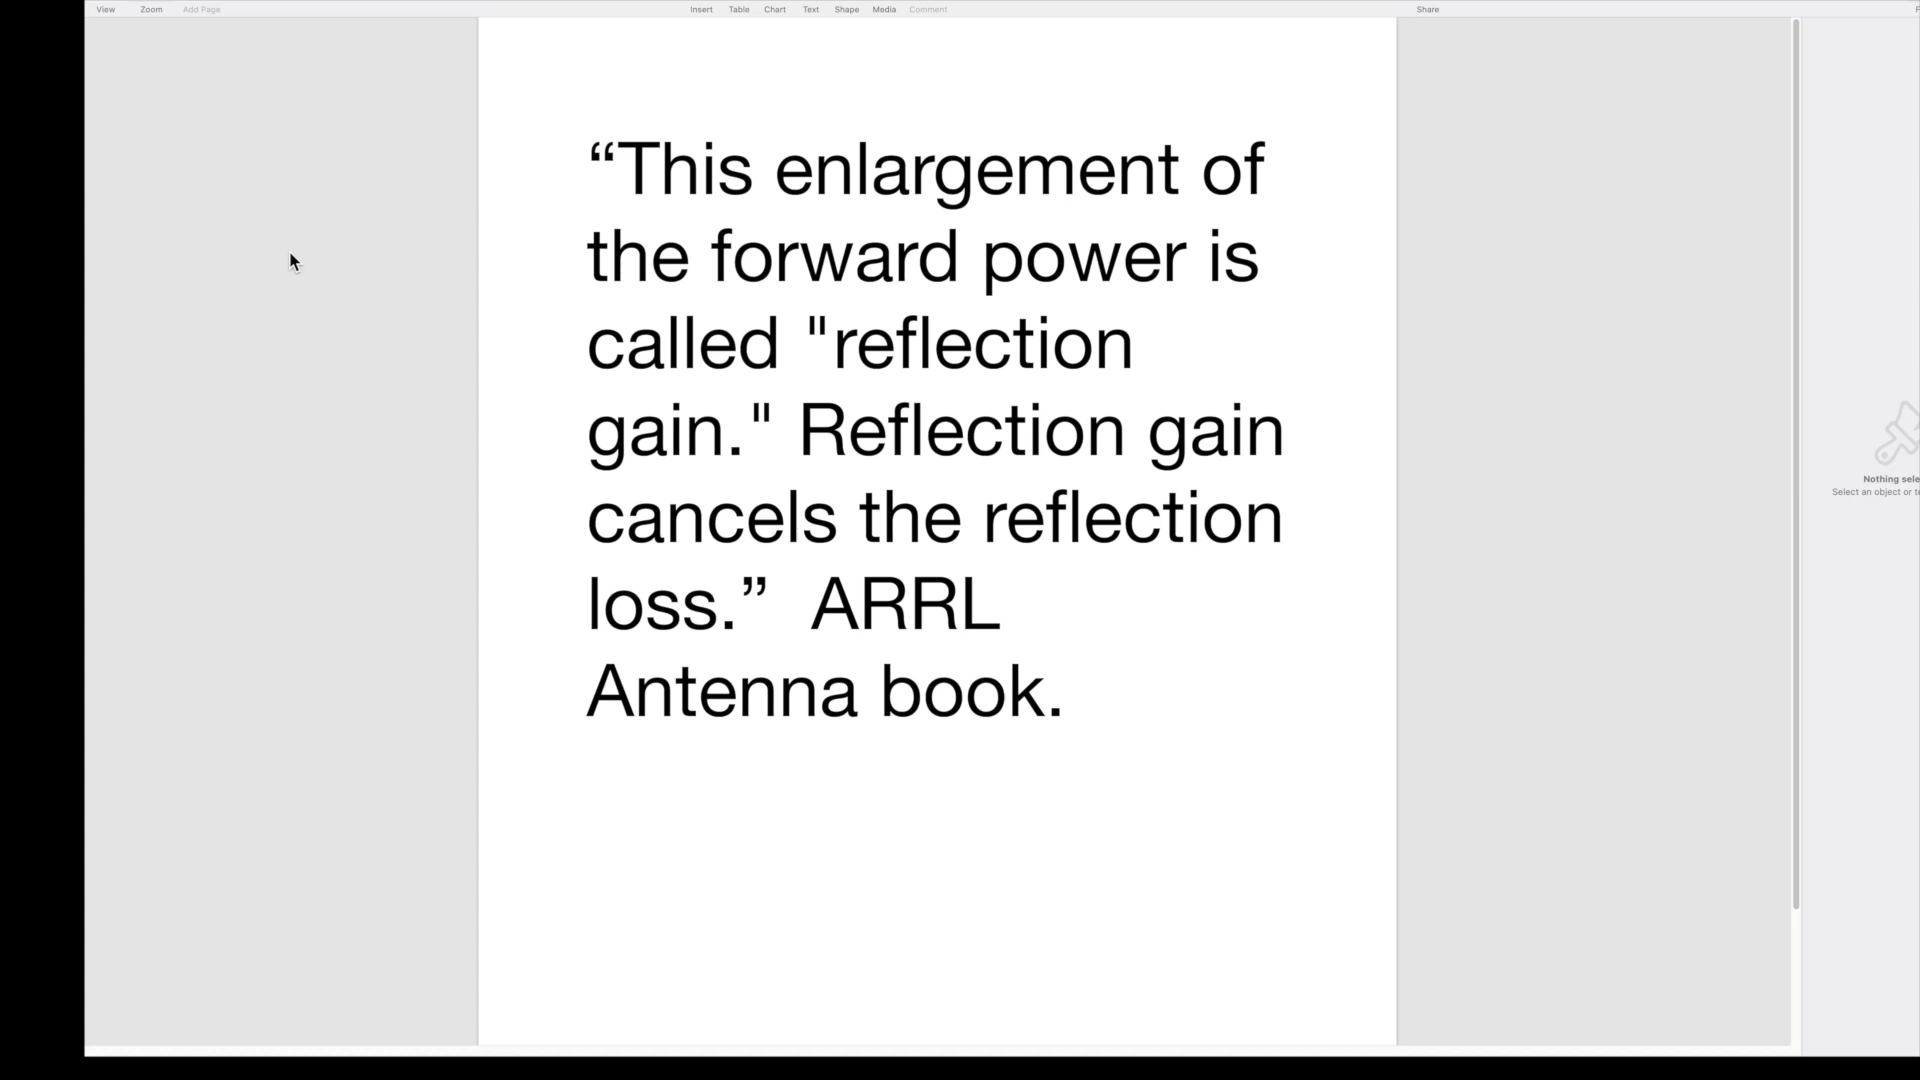 View Zoom Add Page Insert Table Chart Text Shape Media Comment Share
“This enlargement of
the forward power is
called "reflection
gain." Reflection gain
cancels the reflection
loss.”  ARRL
Antenna book.
Nothing sele
Select an object or te